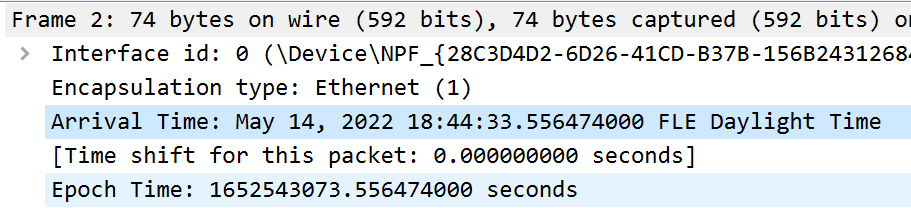 Frame 2: 74 bytes on wire (592 bits), 74 bytes captured (592 bits)
Interface id: 0 (\Device\NPF_{28C3D4D2-6D26-41CD-B37B-156B2431268
Encapsulation type: Ethernet (1)
Arrival Time: May 14, 2022 18:44:33.556474000 FLE Daylight Time
[Time shift for this packet: 0.000000000 seconds]
Epoch Time: 1652543073.556474000 seconds